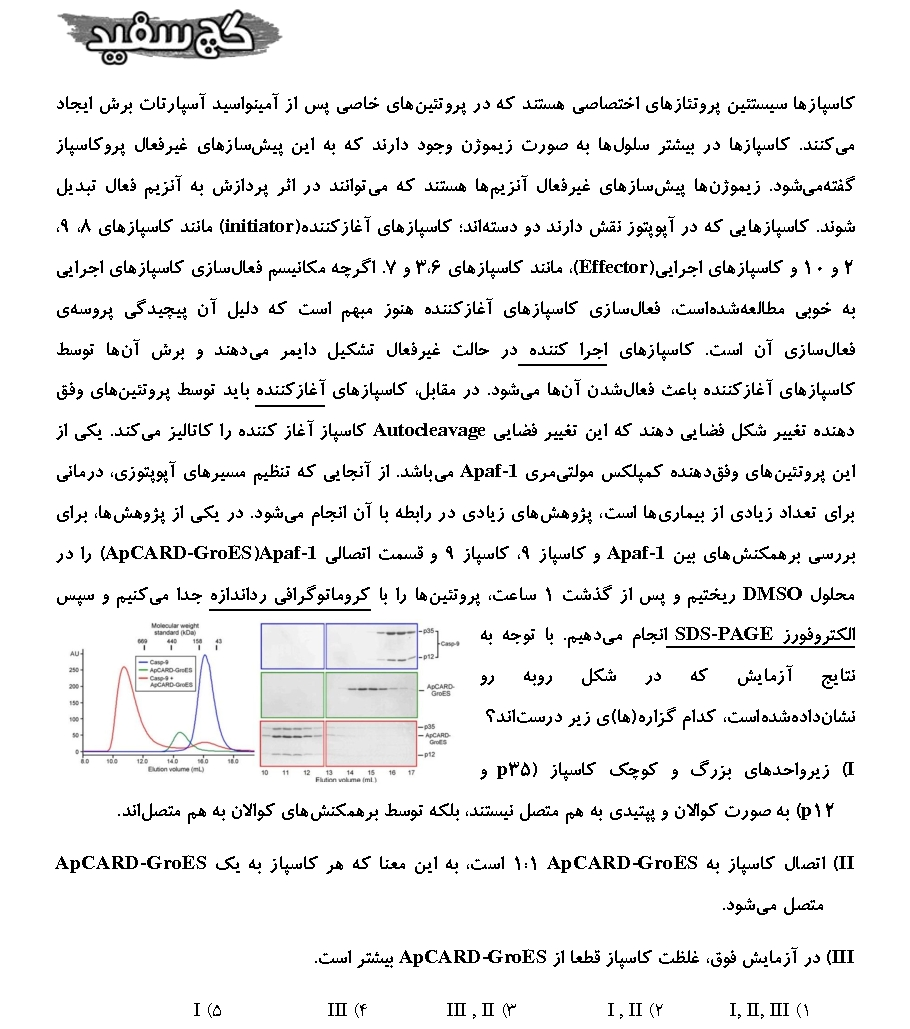 گچ سفید
کاسپازها سیستئین پروتئازهای اختصاصی هستند که در پروتئین‌های خاصی پس از آمینواسید آسپارتات برش ایجاد
می‌کنند. کاسپازها در بیشتر سلول‌ها به صورت زیموژن وجود دارند که به این پیش‌سازهای غیرفعال پروکاسپاز
گفته‌می‌شود. زیموژن‌ها پیش‌سازهای غیرفعال آنزیم‌ها هستند که می‌توانند در اثر پردازش به آنزیم فعال تبدیل
شوند. کاسپازهایی که در آپوپتوز نقش دارند دو دسته‌اند؛ کاسپازهای آغازکننده(initiator) مانند کاسپازهای ۸، ۹،
۲ و ۱۰ و کاسپازهای اجرایی(Effector)، مانند کاسپازهای ۳،۶ و ۷. اگرچه مکانیسم فعال‌سازی کاسپازهای اجرایی
به خوبی مطالعه‌شده‌است، فعال‌سازی کاسپازهای آغازکننده هنوز مبهم است که دلیل آن پیچیدگی پروسه‌ی
فعال‌سازی آن است. کاسپازهای اجرا کننده در حالت غیرفعال تشکیل دایمر می‌دهند و برش آن‌ها توسط
کاسپازهای آغازکننده باعث فعال‌شدن آن‌ها می‌شود. در مقابل، کاسپازهای آغازکننده باید توسط پروتئین‌های وفق
دهنده تغییر شکل فضایی دهند که این تغییر فضایی Autocleavage کاسپاز آغاز کننده را کاتالیز می‌کند. یکی از
این پروتئین‌های وفق‌دهنده کمپلکس مولتی‌مری Apaf-1 می‌باشد. از آنجایی که تنظیم مسیرهای آپوپتوزی، درمانی
برای تعداد زیادی از بیماری‌ها است، پژوهش‌های زیادی در رابطه با آن انجام می‌شود. در یکی از پژوهش‌ها، برای
بررسی برهمکنش‌های بین Apaf-1 و کاسپاز ۹، کاسپاز ۹ و قسمت اتصالی Apaf-1(ApCARD-GroES) را در
محلول DMSO ریختیم و پس از گذشت ۱ ساعت، پروتئین‌ها را با کروماتوگرافی رداندازه جدا می‌کنیم و سپس
الکتروفورز SDS-PAGE انجام می‌دهیم. با توجه به
نتایج آزمایش که در شکل روبه رو
نشان‌داده‌شده‌است، کدام گزاره(ها)ی زیر درست‌اند؟
Molecular weight
standard (kDa)
669 440 158 43
AU
250
200
150
100
50
0
Casp-9
ApCARD-GroES
Casp-9 +
ApCARD-GroES
8.0 10.0 12.0 14.0 16.0 18.0
Elution volume (mL)
p35
Casp-9
p12
ApCARD-
GroES
p35
ApCARD-
GroES
p12
10 11 12 13 14 15 16 17
Elution volume (mL)
I) زیرواحدهای بزرگ و کوچک کاسپاز (p۳۵ و
p۱۲) به صورت کوالان و پپتیدی به هم متصل نیستند، بلکه توسط برهمکنش‌های کوالان به هم متصل‌اند.
II) اتصال کاسپاز به ApCARD-GroES ۱:۱ است، به این معنا که هر کاسپاز به یک ApCARD-GroES
متصل می‌شود.
III) در آزمایش فوق، غلظت کاسپاز قطعا از ApCARD-GroES بیشتر است.
۱) I, II, III ۲) I , II ۳) III , II ۴) III ۵) I